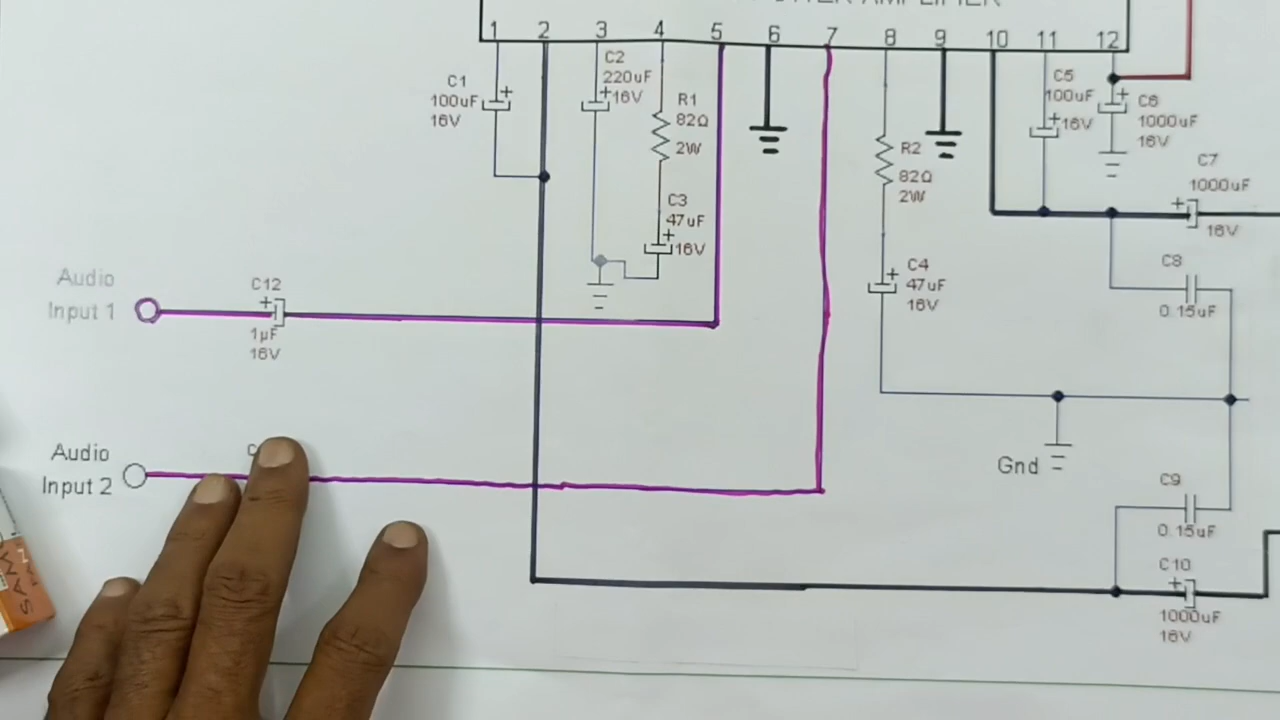 AMPLIFIER
1 2 3 4 5 6 7 8 9 10 11 12
C1
100uF
16V
C2
220uF
16V
R1
82Ω
2W
C3
47uF
16V
R2
82Ω
2W
C4
47uF
16V
C5
100uF
16V
C6
1000uF
16V
C7
1000uF
16V
C8
0.15uF
Audio
Input 1
C12
1µF
16V
Audio
Input 2
Gnd
C9
0.15uF
C10
1000uF
16V